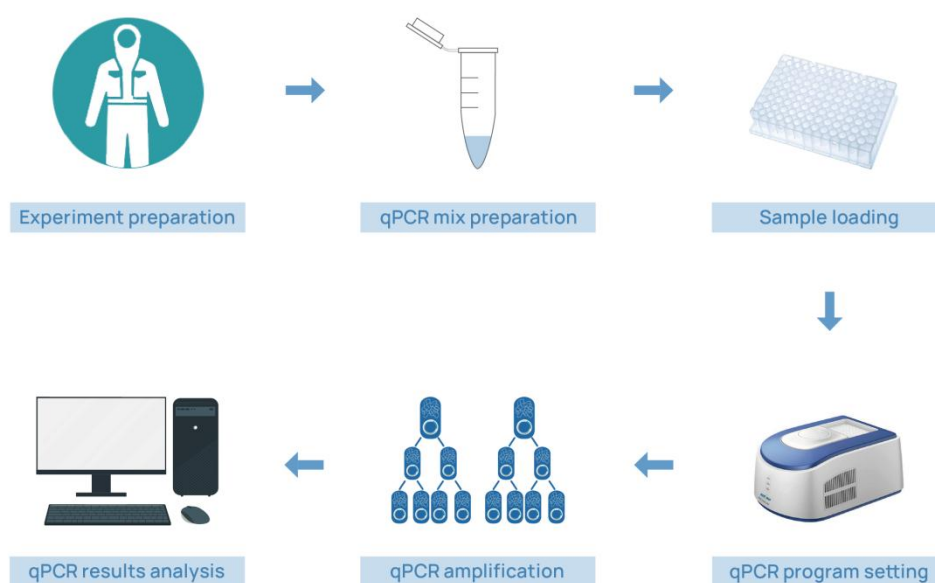 Experiment preparation
qPCR mix preparation
Sample loading
qPCR program setting
qPCR amplification
qPCR results analysis